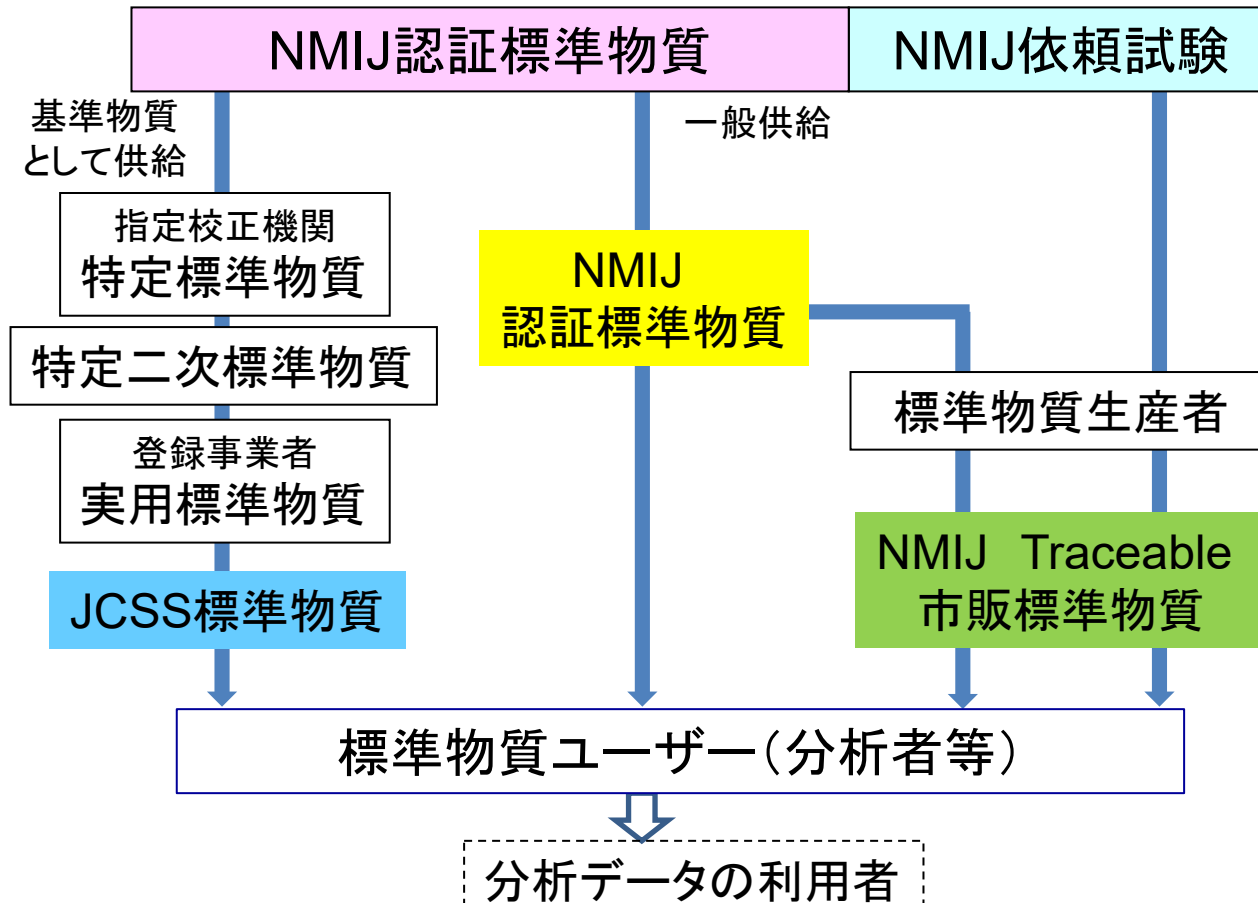 NMIJ認証標準物質
NMIJ依頼試験
基準物質
として供給
一般供給
指定校正機関
特定標準物質
NMIJ
認証標準物質
特定二次標準物質
標準物質生産者
登録事業者
実用標準物質
NMIJ Traceable
市販標準物質
JCSS標準物質
標準物質ユーザー(分析者等)
分析データの利用者